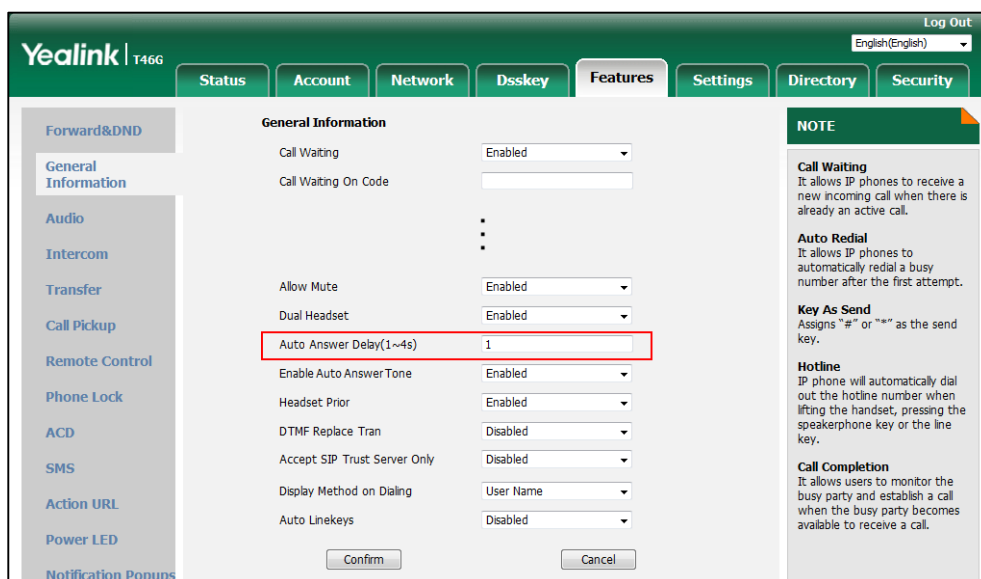 Log Out
Yealink T46G
English(English)
Status Account Network Dsskey Features Settings Directory Security
Forward&DND
General
Information
Audio
Intercom
Transfer
Call Pickup
Remote Control
Phone Lock
ACD
SMS
Action URL
Power LED
Notification Popups
General Information
Call Waiting Enabled
Call Waiting On Code
Allow Mute Enabled
Dual Headset Enabled
Auto Answer Delay(1~4s) 1
Enable Auto Answer Tone Enabled
Headset Prior Enabled
DTMF Replace Tran Disabled
Accept SIP Trust Server Only Disabled
Display Method on Dialing User Name
Auto Linekeys Disabled
Confirm Cancel
NOTE
Call Waiting
It allows IP phones to receive a
new incoming call when there is
already an active call.
Auto Redial
It allows IP phones to
automatically redial a busy
number after the first attempt.
Key As Send
Assigns "#" or "*" as the send
key.
Hotline
IP phone will automatically dial
out the hotline number when
lifting the handset, pressing the
speakerphone key or the line
key.
Call Completion
It allows users to monitor the
busy party and establish a call
when the busy party becomes
available to receive a call.